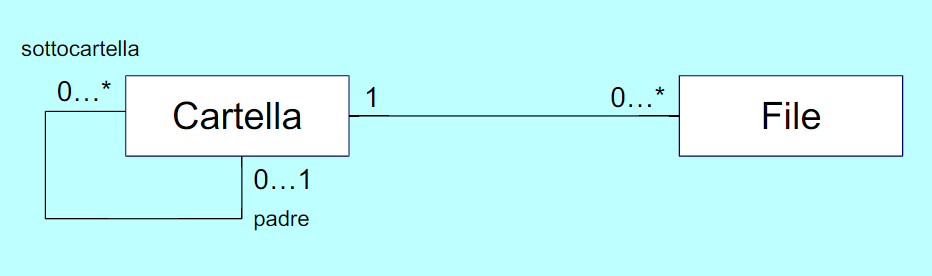 sottocartella
0…*
Cartella
1
0…*
File
0…1
padre